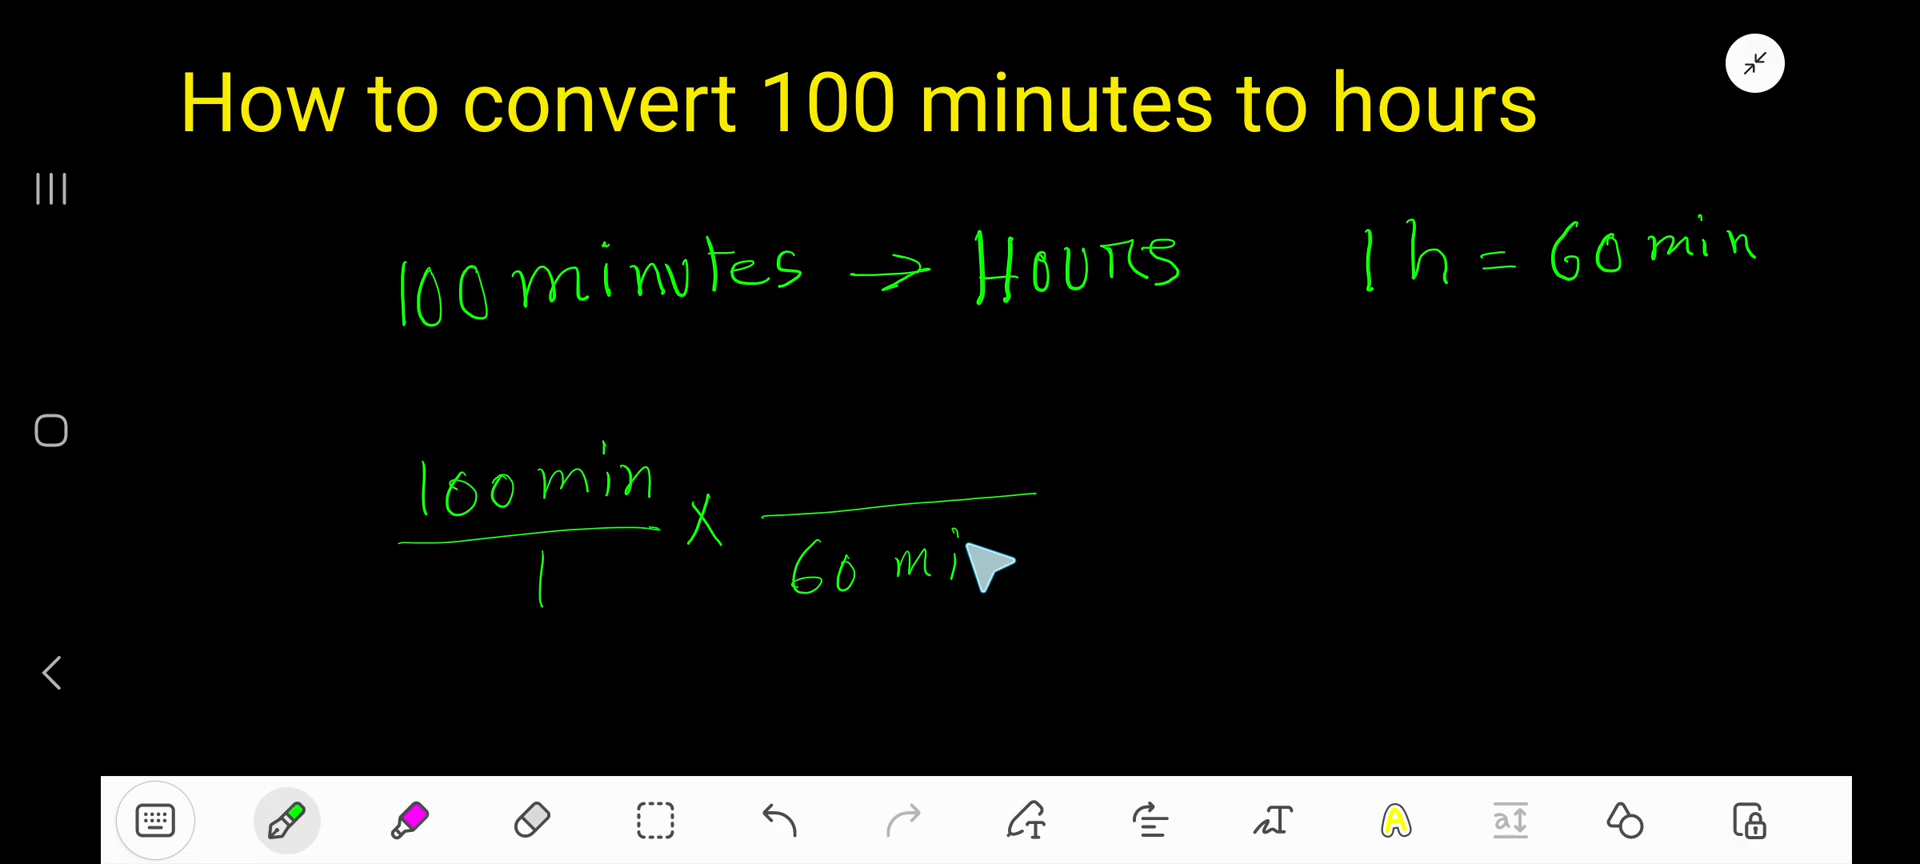 How to convert 100 minutes to hours
100 minutes → Hours 1 h = 60 min
100 min
1
×
60 mi